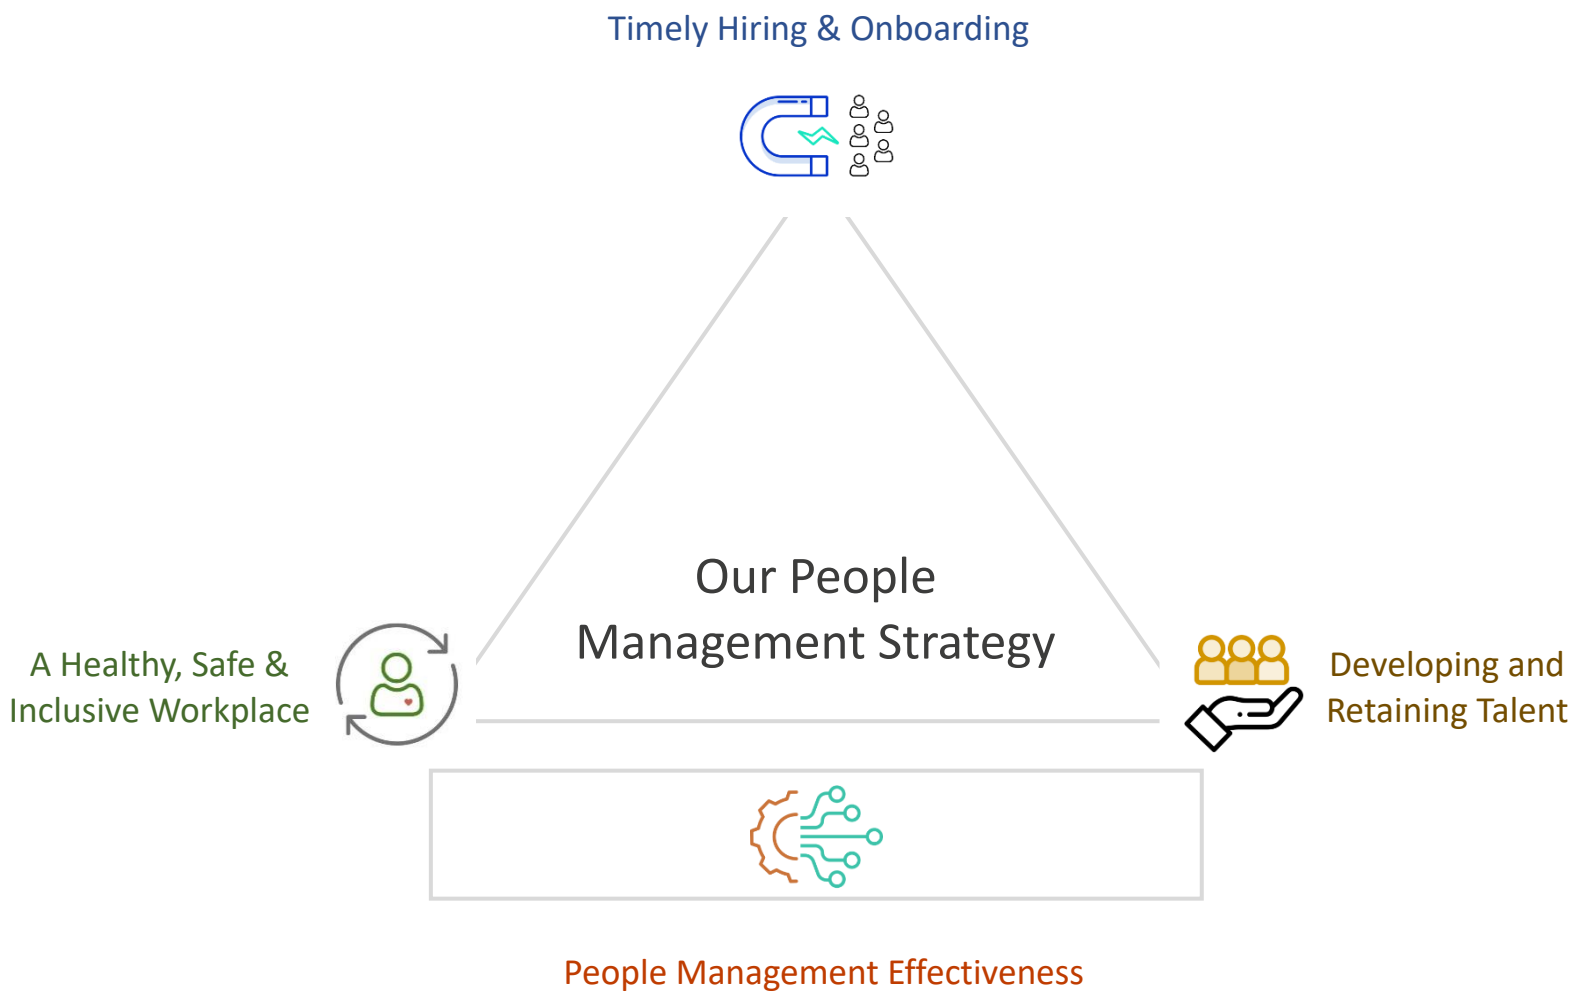 Timely Hiring & Onboarding
Our People
Management Strategy
A Healthy, Safe &
Inclusive Workplace
Developing and
Retaining Talent
People Management Effectiveness